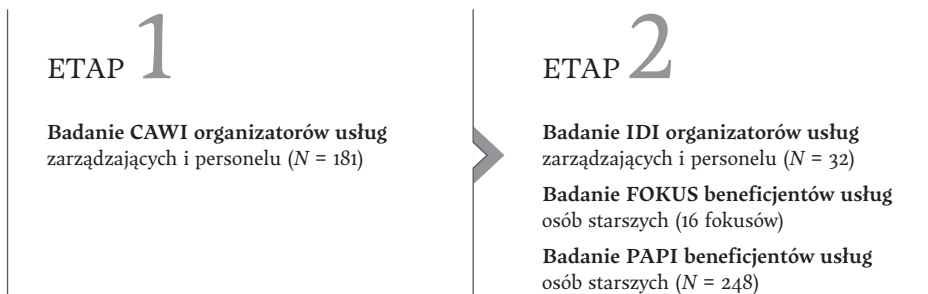 ETAP 1
Badanie CAWI organizatorów usług
zarządzających i personelu (N = 181)
ETAP 2
Badanie IDI organizatorów usług
zarządzających i personelu (N = 32)
Badanie FOKUS beneficjentów usług
osób starszych (16 fokusów)
Badanie PAPI beneficjentów usług
osób starszych (N = 248)